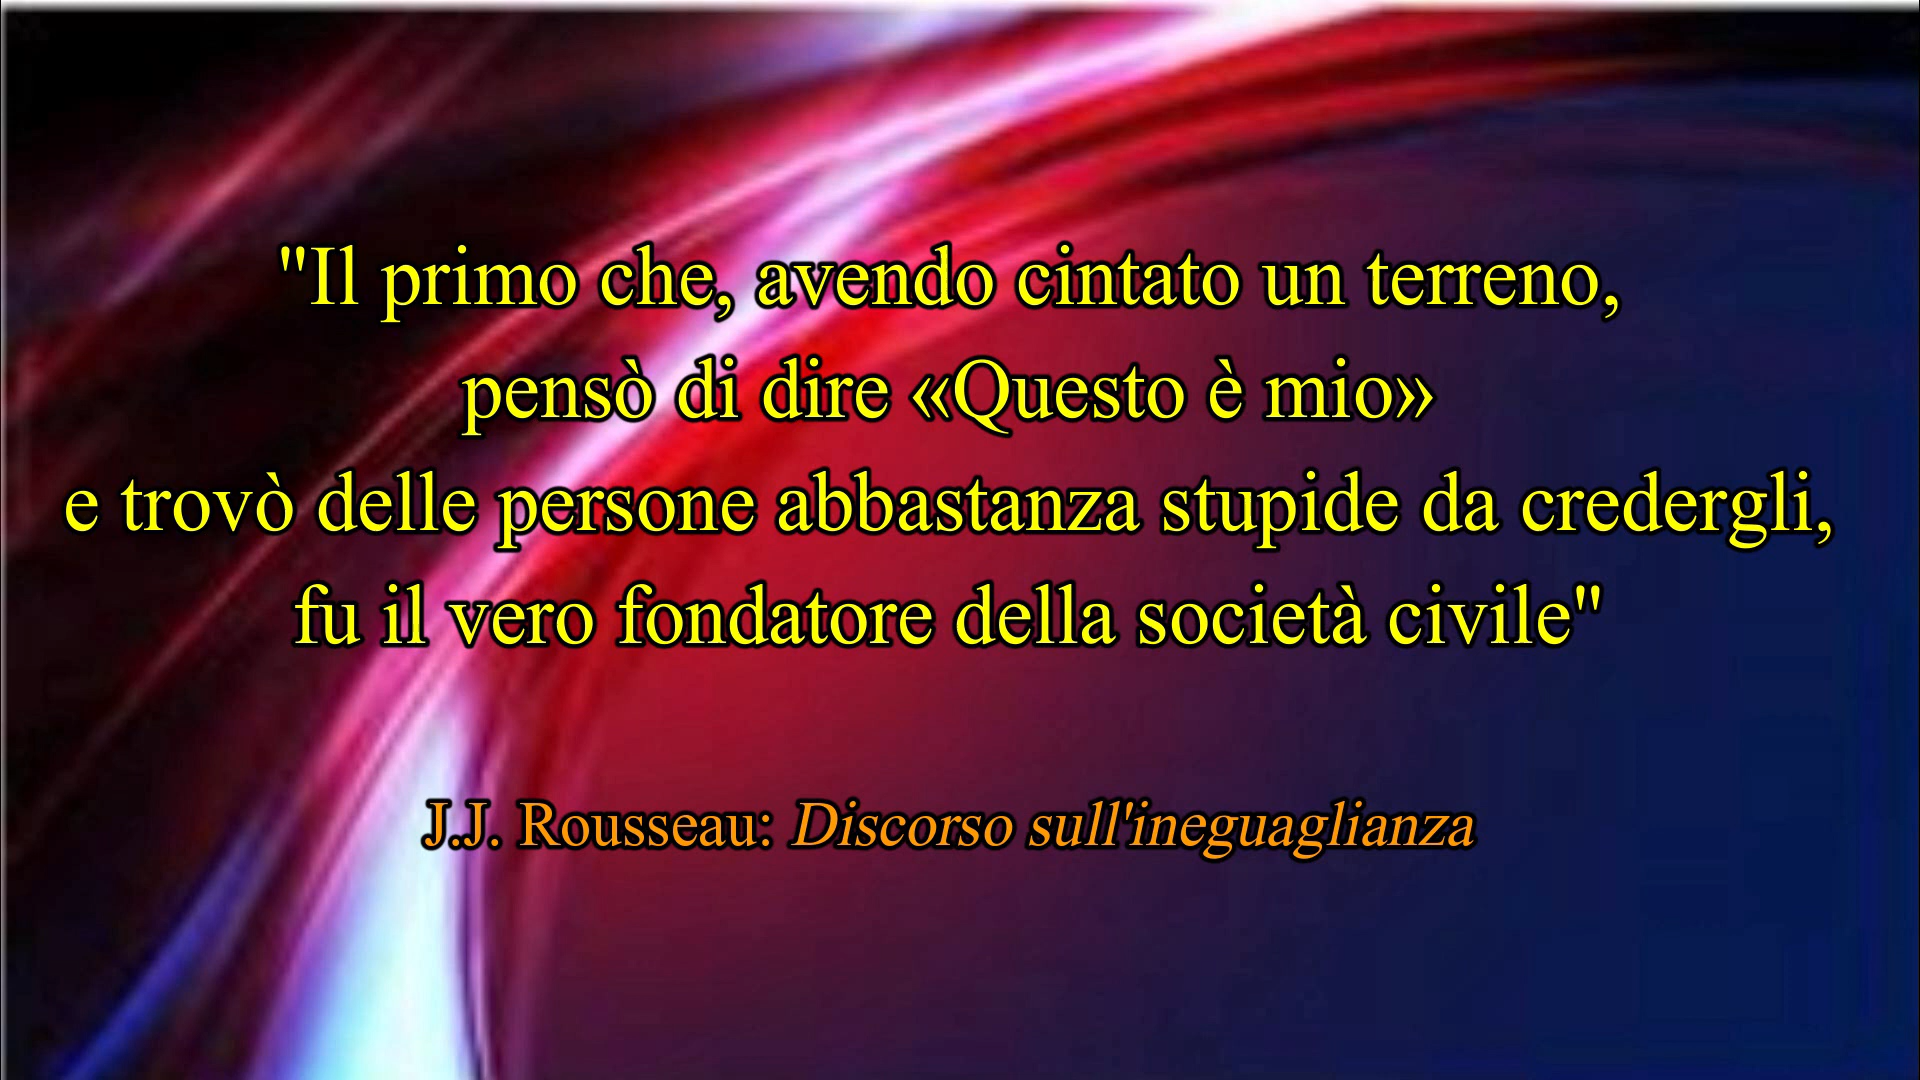 "Il primo che, avendo cintato un terreno,
pensò di dire «Questo è mio»
e trovò delle persone abbastanza stupide da credergli,
fu il vero fondatore della società civile"
J.J. Rousseau: Discorso sull'ineguaglianza